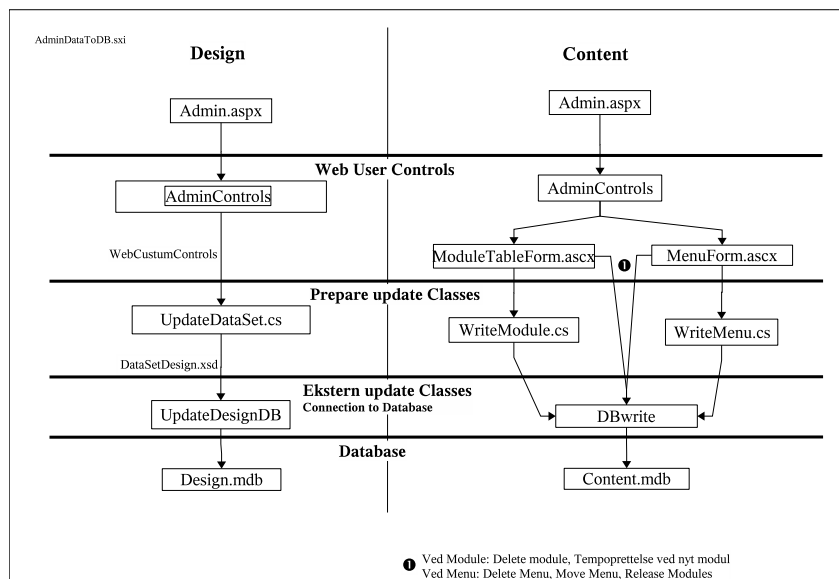 AdminDataToDB.sxi
Design
Content
Admin.aspx
Admin.aspx
Web User Controls
AdminControls
AdminControls
WebCustumControls
ModuleTableForm.ascx
❶
MenuForm.ascx
Prepare update Classes
UpdateDataSet.cs
WriteModule.cs
WriteMenu.cs
DataSetDesign.xsd
Ekstern update Classes
Connection to Database
UpdateDesignDB
DBwrite
Database
Design.mdb
Content.mdb
❶ Ved Module: Delete module, Tempoprettelse ved nyt modul
Ved Menu: Delete Menu, Move Menu, Release Modules